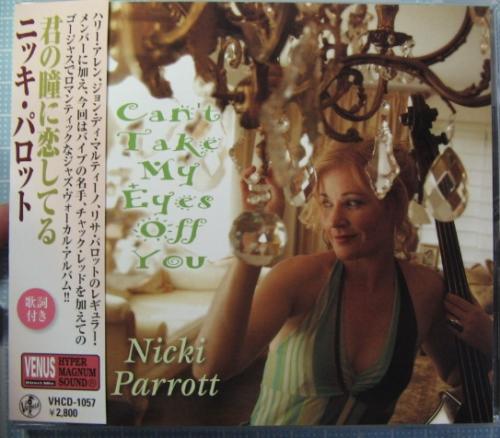 ハリー・アレン、ジョン・ディ・マルティーノ、リサ・パロットのレギュラー・
メンバーに加え、今回はバイブの名手、チャック・レッドを加えての
ゴージャスでロマンティックなジャズ・ヴォーカル・アルバム!!
君の瞳に恋してる
ニッキ・パロット
歌詞
付き
VENUS
HYPER
MAGNUM
SOUND
Direct Mix
Venus
VHCD-1057
¥2,800
Can't
Take
My
Eyes
Off
You
Nicki
Parrott